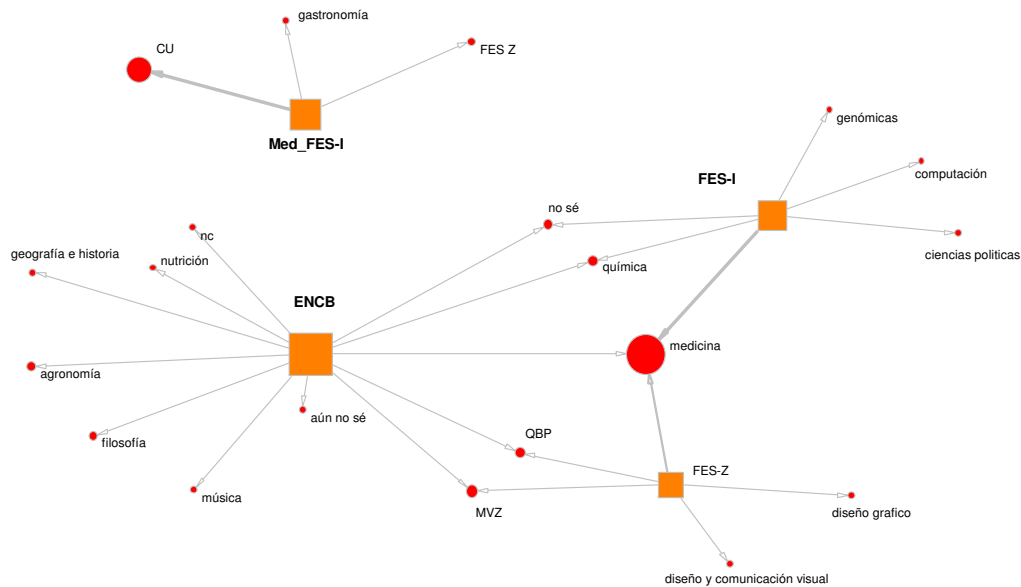 gastronomía
CU
FES Z
genómicas
Med_FES-I
computación
FES-I
no sé
nc
geografía e historia
nutrición
química
ciencias politicas
ENCB
medicina
agronomía
aún no sé
QBP
filosofía
FES-Z
música
MVZ
diseño grafico
diseño y comunicación visual